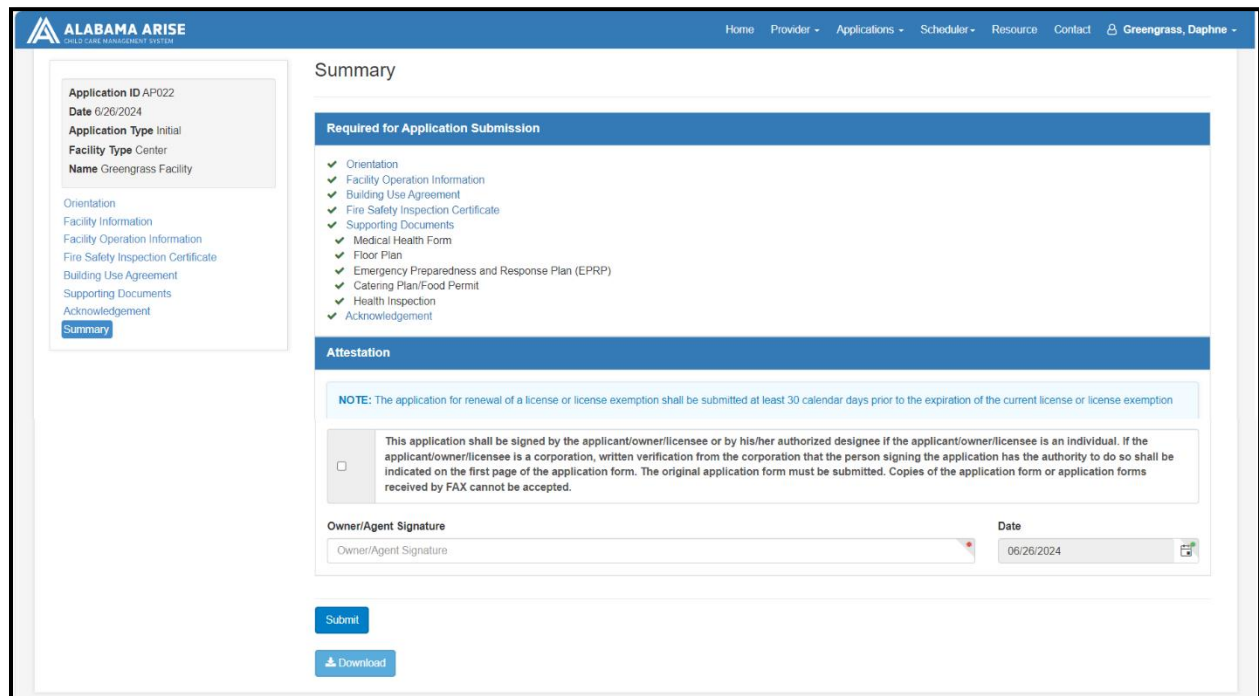 ALABAMA ARISE
CHILD CARE MANAGEMENT SYSTEM
Home Provider Applications Scheduler Resource Contact Greengrass, Daphne
Application ID AP022
Date 6/26/2024
Application Type Initial
Facility Type Center
Name Greengrass Facility
Orientation
Facility Information
Facility Operation Information
Fire Safety Inspection Certificate
Building Use Agreement
Supporting Documents
Acknowledgement
Summary
Summary
Required for Application Submission
Orientation
Facility Operation Information
Building Use Agreement
Fire Safety Inspection Certificate
Supporting Documents
Medical Health Form
Floor Plan
Emergency Preparedness and Response Plan (EPRP)
Catering Plan/Food Permit
Health Inspection
Acknowledgement
Attestation
NOTE: The application for renewal of a license or license exemption shall be submitted at least 30 calendar days prior to the expiration of the current license or license exemption
This application shall be signed by the applicant/owner/licensee or by his/her authorized designee if the applicant/owner/licensee is an individual. If the
applicant/owner/licensee is a corporation, written verification from the corporation that the person signing the application has the authority to do so shall be
indicated on the first page of the application form. The original application form must be submitted. Copies of the application form or application forms
received by FAX cannot be accepted.
Owner/Agent Signature
Date
Owner/Agent Signature
06/26/2024
Submit
Download